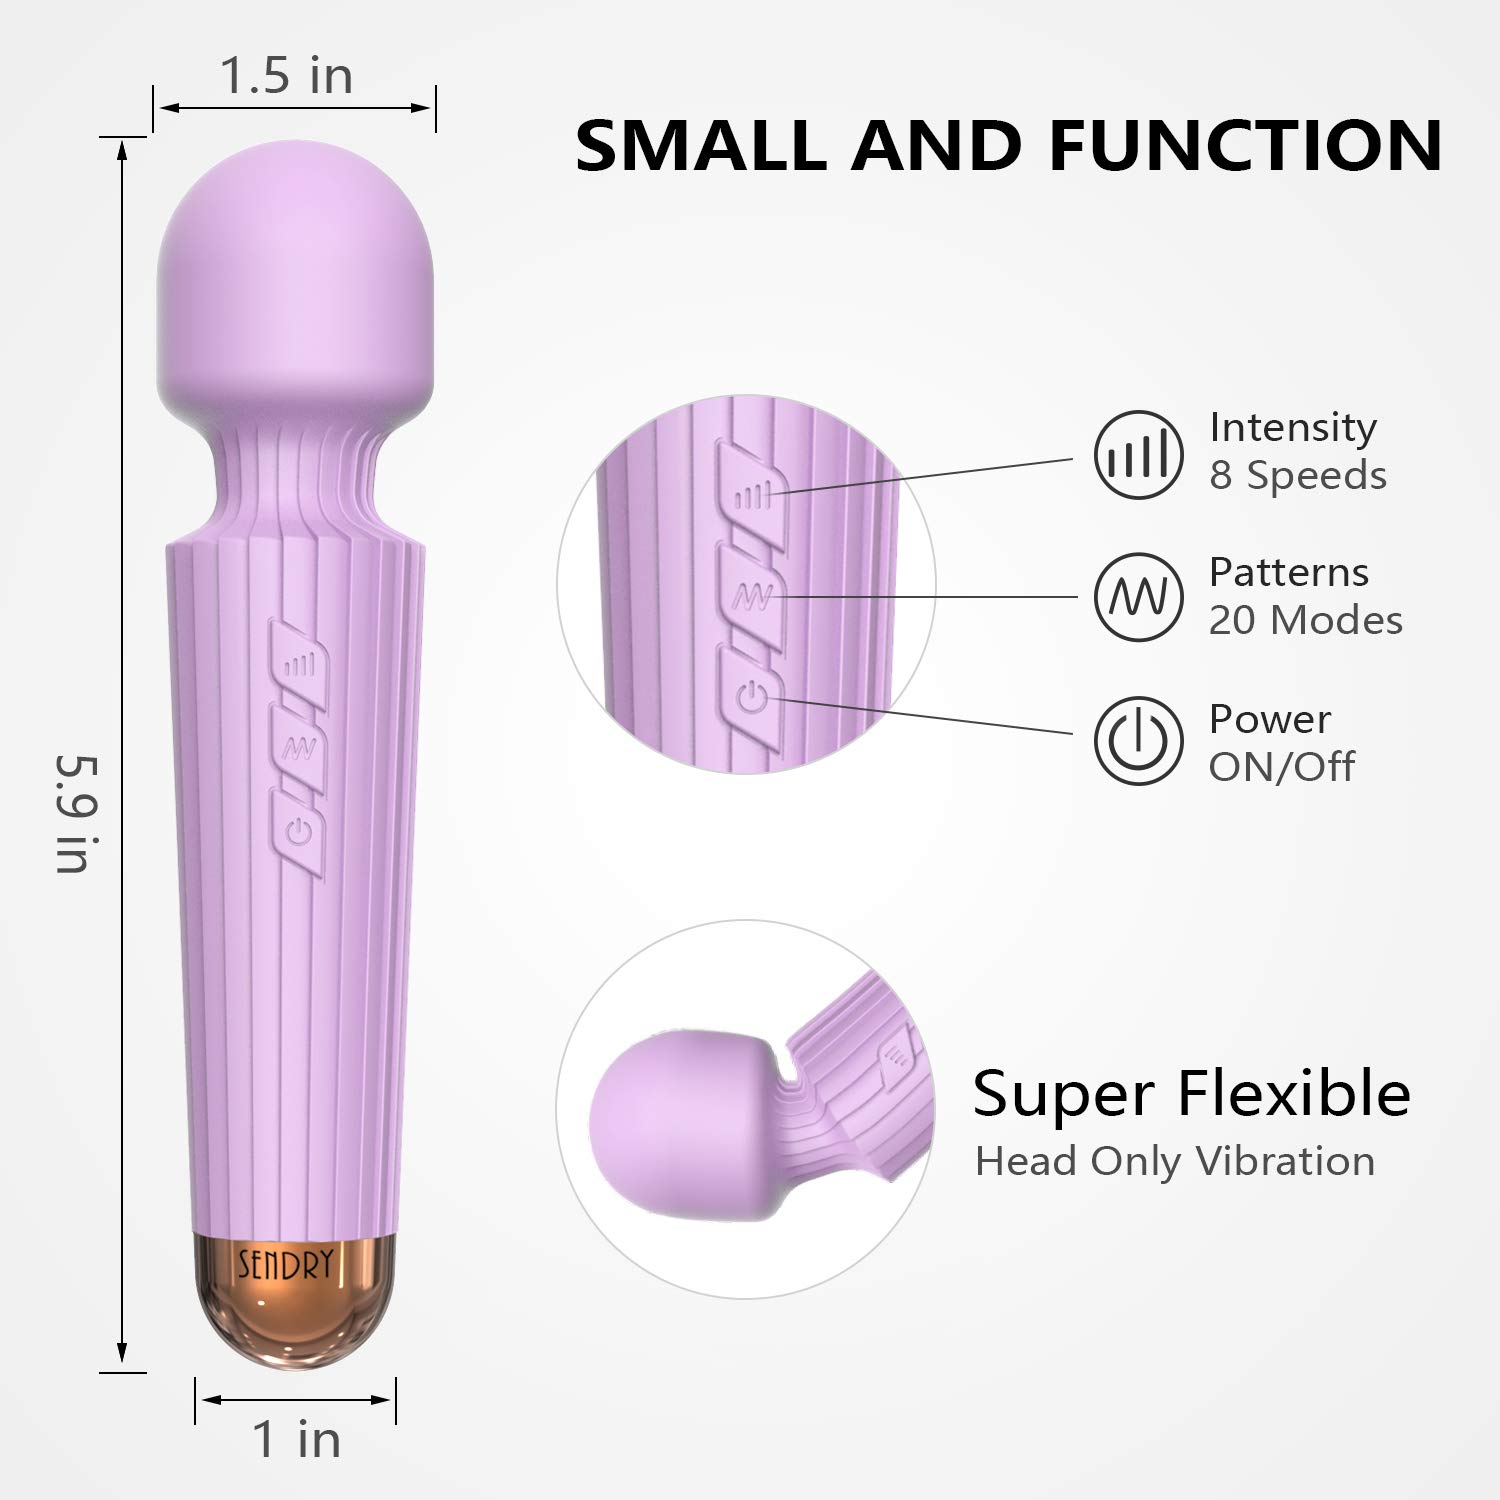 1.5 in
SMALL AND FUNCTION
Intensity
8 Speeds
Patterns
20 Modes
Power
ON/Off
5.9 in
Super Flexible
Head Only Vibration
SENDRY
1 in